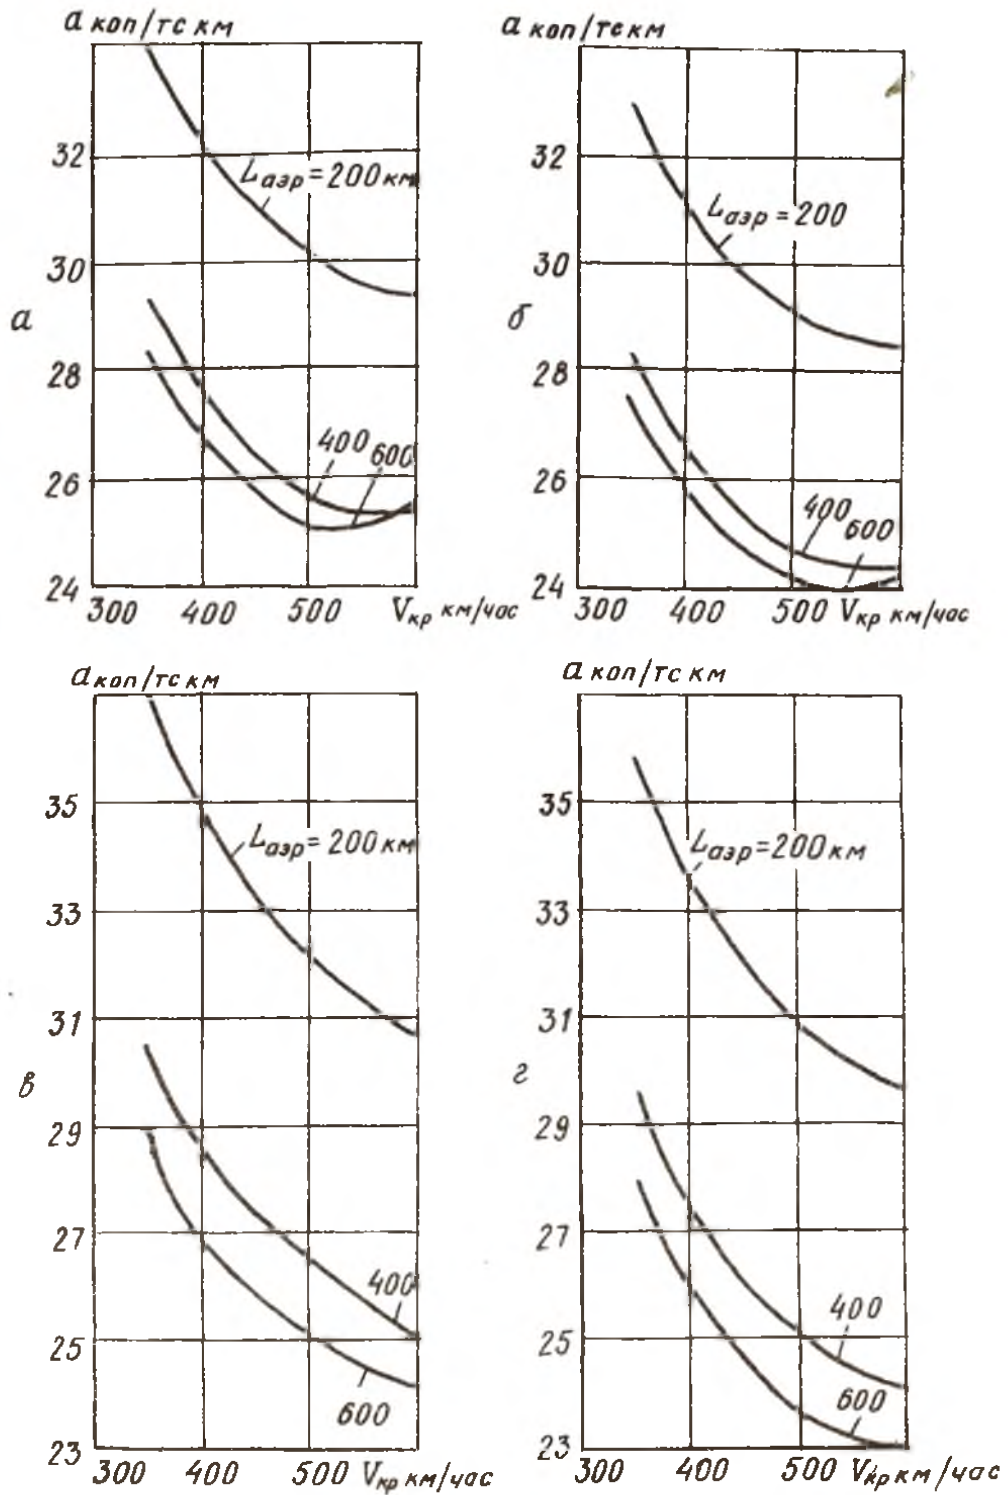 a коп/тс км
32
30
28
26
24
Lаэр = 200 км
400
600
а
300 400 500 Vкр км/час
a коп/тс км
32
30
28
26
24
Lаэр = 200
400
600
б
300 400 500 Vкр км/час
a коп/тс км
35
33
31
29
27
25
23
Lаэр = 200 км
400
600
в
300 400 500 Vкр км/час
a коп/тс км
35
33
31
29
27
25
23
Lаэр = 200 км
400
600
г
300 400 500 Vкр км/час